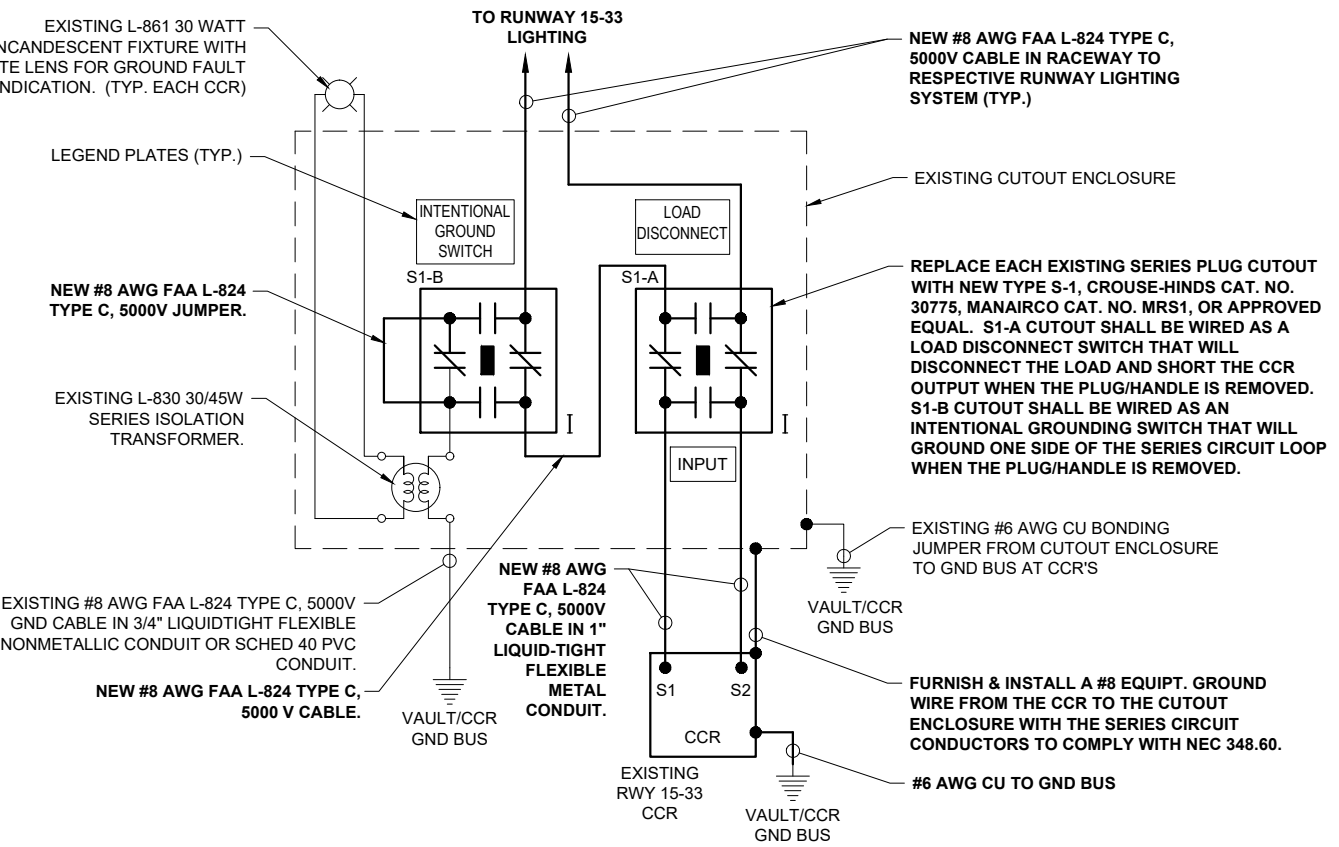 EXISTING L-861 30 WATT
NCANDESCENT FIXTURE WITH
TE LENS FOR GROUND FAULT
NDICATION. (TYP. EACH CCR)
TO RUNWAY 15-33
LIGHTING
NEW #8 AWG FAA L-824 TYPE C,
5000V CABLE IN RACEWAY TO
RESPECTIVE RUNWAY LIGHTING
SYSTEM (TYP.)
LEGEND PLATES (TYP.)
EXISTING CUTOUT ENCLOSURE
INTENTIONAL
GROUND
SWITCH
LOAD
DISCONNECT
S1-B
S1-A
NEW #8 AWG FAA L-824
TYPE C, 5000V JUMPER.
REPLACE EACH EXISTING SERIES PLUG CUTOUT
WITH NEW TYPE S-1, CROUSE-HINDS CAT. NO.
30775, MANAIRCO CAT. NO. MRS1, OR APPROVED
EQUAL. S1-A CUTOUT SHALL BE WIRED AS A
LOAD DISCONNECT SWITCH THAT WILL
DISCONNECT THE LOAD AND SHORT THE CCR
OUTPUT WHEN THE PLUG/HANDLE IS REMOVED.
S1-B CUTOUT SHALL BE WIRED AS AN
INTENTIONAL GROUNDING SWITCH THAT WILL
GROUND ONE SIDE OF THE SERIES CIRCUIT LOOP
WHEN THE PLUG/HANDLE IS REMOVED.
EXISTING L-830 30/45W
SERIES ISOLATION
TRANSFORMER.
I
I
INPUT
EXISTING #6 AWG CU BONDING
JUMPER FROM CUTOUT ENCLOSURE
TO GND BUS AT CCR'S
VAULT/CCR
GND BUS
EXISTING #8 AWG FAA L-824 TYPE C, 5000V
GND CABLE IN 3/4" LIQUIDTIGHT FLEXIBLE
NONMETALLIC CONDUIT OR SCHED 40 PVC
CONDUIT.
NEW #8 AWG FAA L-824 TYPE C,
5000 V CABLE.
VAULT/CCR
GND BUS
NEW #8 AWG
FAA L-824
TYPE C, 5000V
CABLE IN 1"
LIQUID-TIGHT
FLEXIBLE
METAL
CONDUIT.
S1
S2
CCR
EXISTING
RWY 15-33
CCR
FURNISH & INSTALL A #8 EQUIPT. GROUND
WIRE FROM THE CCR TO THE CUTOUT
ENCLOSURE WITH THE SERIES CIRCUIT
CONDUCTORS TO COMPLY WITH NEC 348.60.
#6 AWG CU TO GND BUS
VAULT/CCR
GND BUS